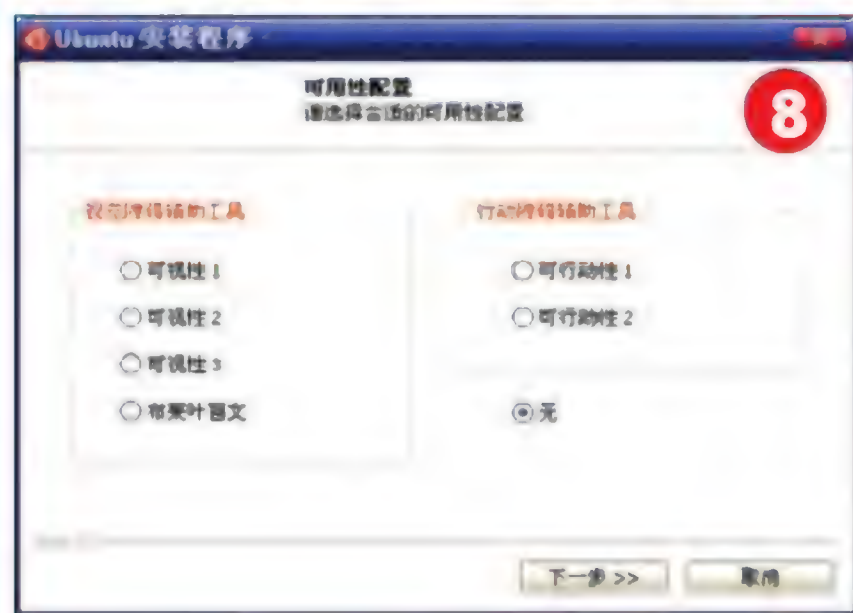 Ubuntu 安装程序
可用性配置
请选择合适的可用性配置
8
视觉障碍辅助工具
可视性 1
可视性 2
可视性 3
布莱叶盲文
行动障碍辅助工具
可行动性 1
可行动性 2
无
下一步 >>
取消